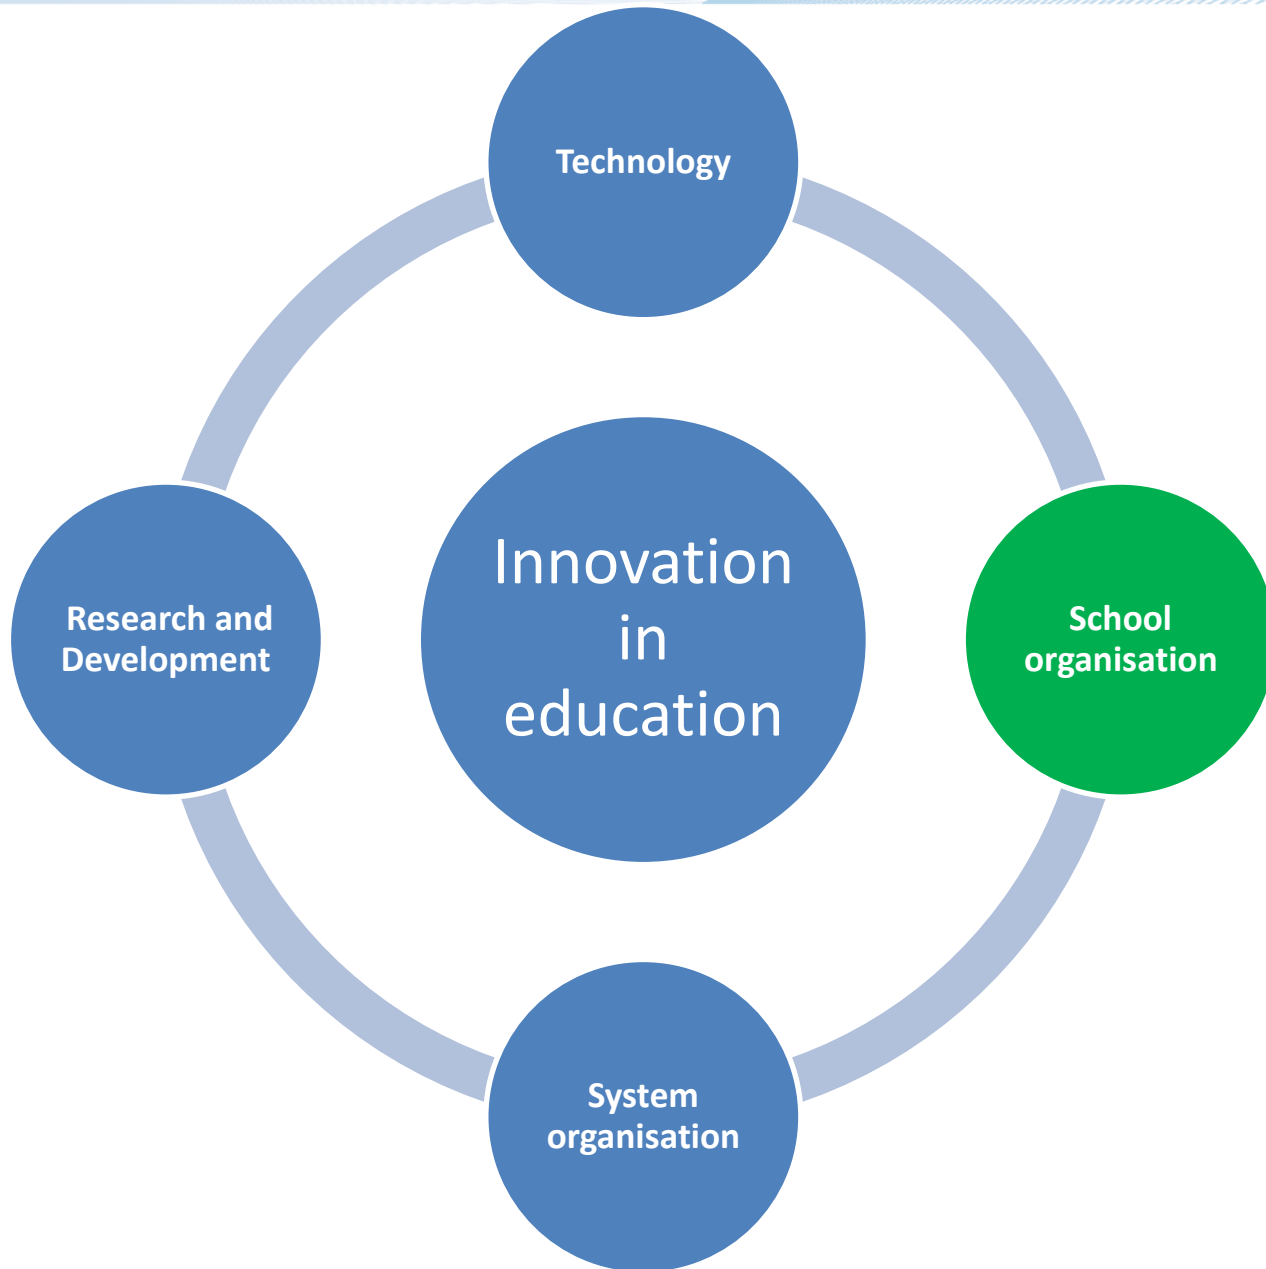 Technology
Research and
Development
Innovation
in
education
School
organisation
System
organisation